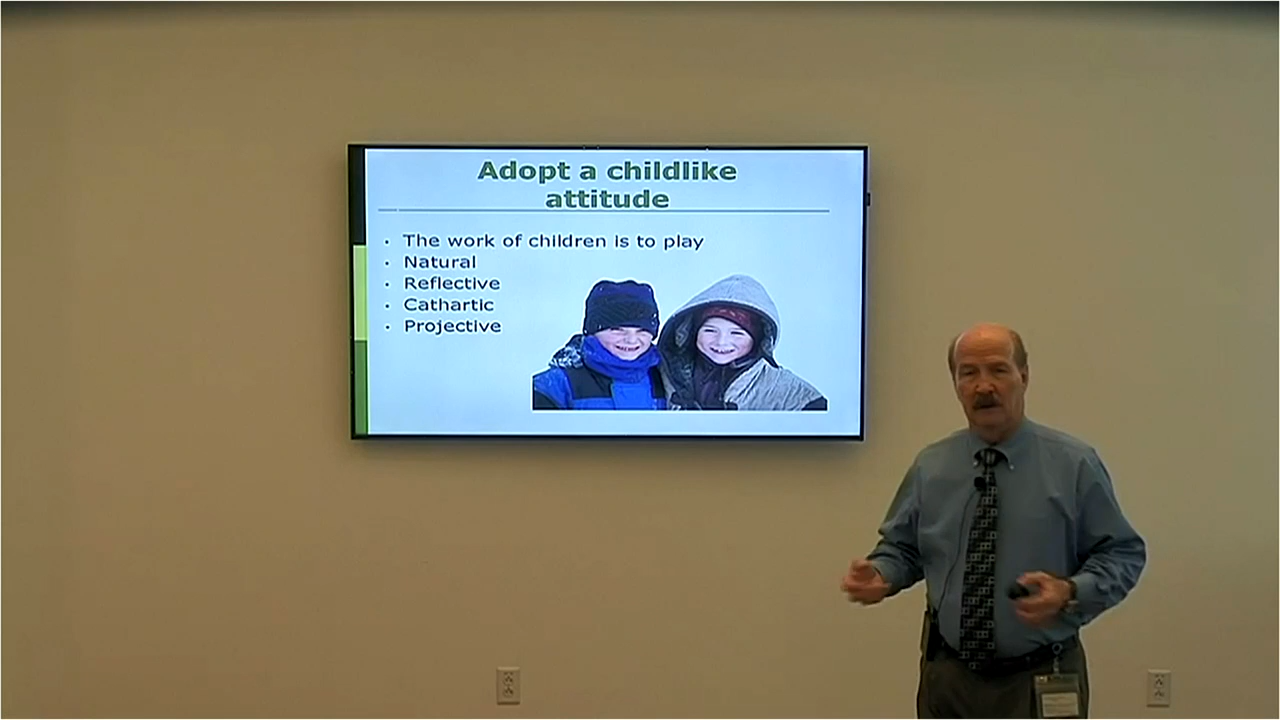 Adopt a childlike
attitude
• The work of children is to play
• Natural
• Reflective
• Cathartic
• Projective